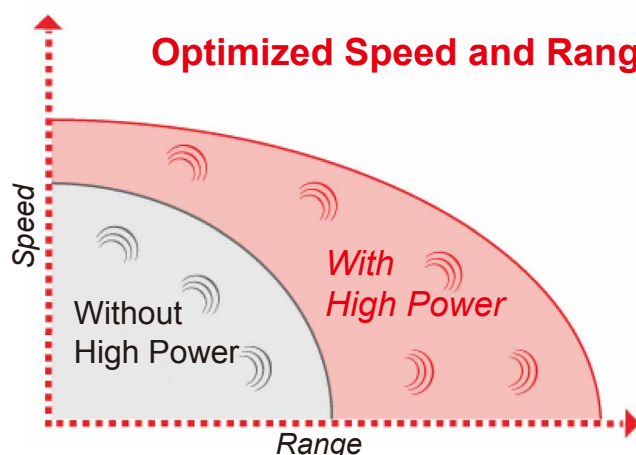 Optimized Speed and Rang
Speed
With
High Power
Without
High Power
Range